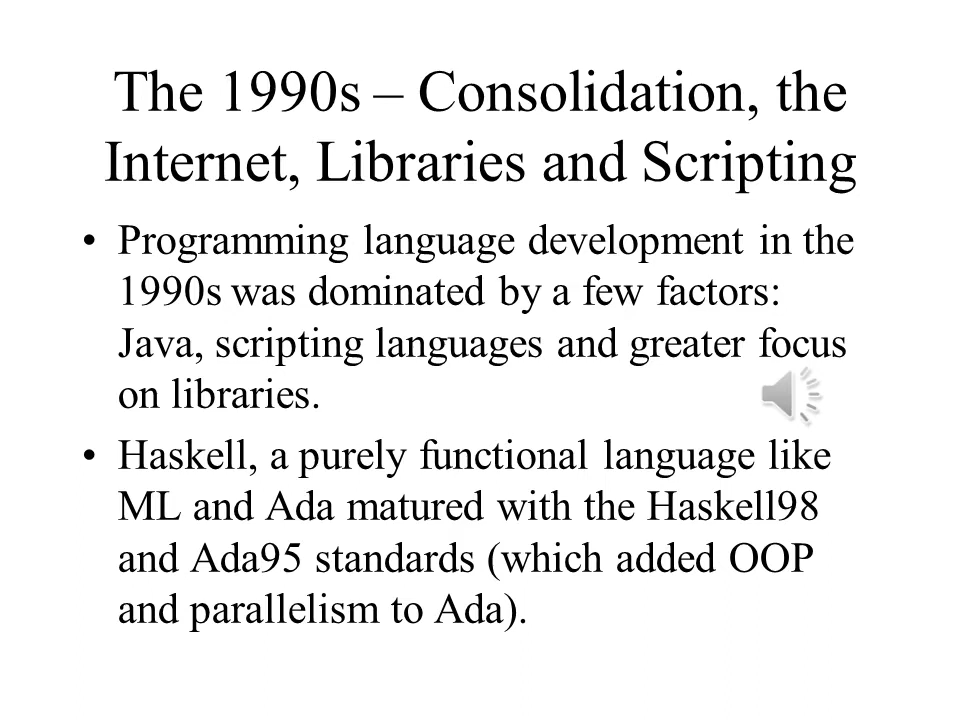 The 1990s – Consolidation, the
Internet, Libraries and Scripting
• Programming language development in the
1990s was dominated by a few factors:
Java, scripting languages and greater focus
on libraries.
• Haskell, a purely functional language like
ML and Ada matured with the Haskell98
and Ada95 standards (which added OOP
and parallelism to Ada).